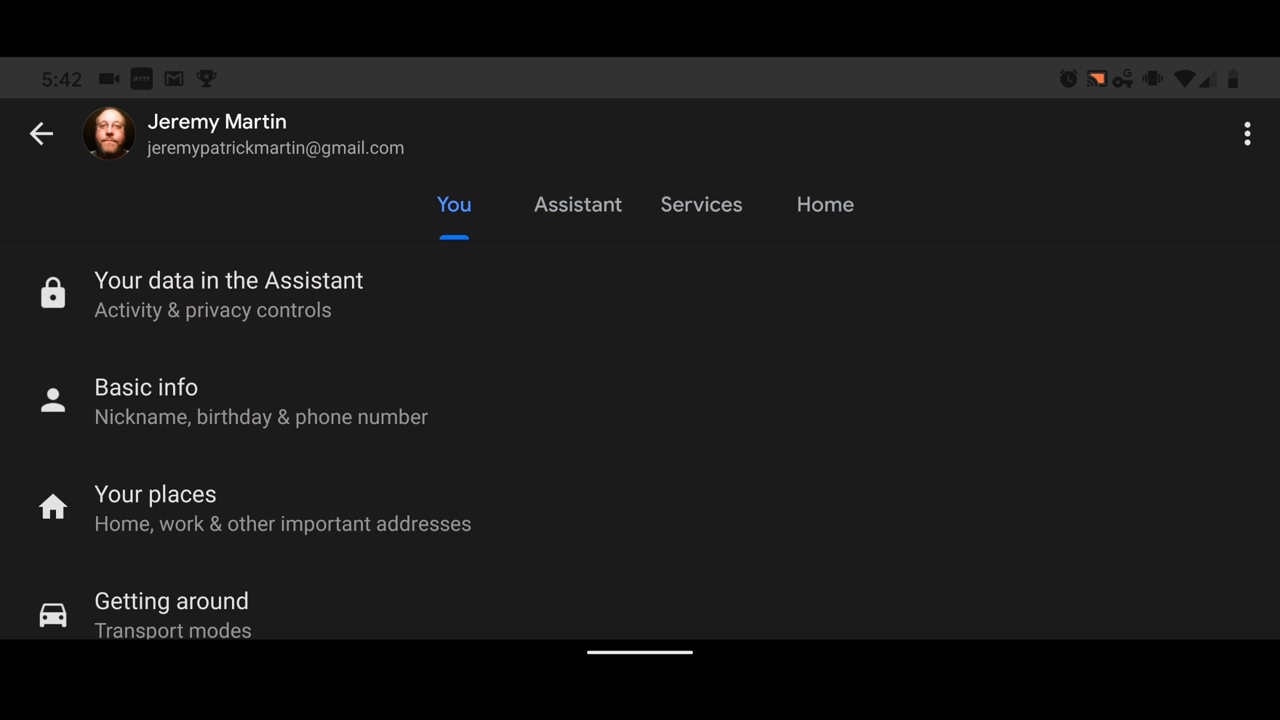 5:42
IFTTT
G
Jeremy Martin
jeremypatrickmartin@gmail.com
You Assistant Services Home
Your data in the Assistant
Activity & privacy controls
Basic info
Nickname, birthday & phone number
Your places
Home, work & other important addresses
Getting around
Transport modes